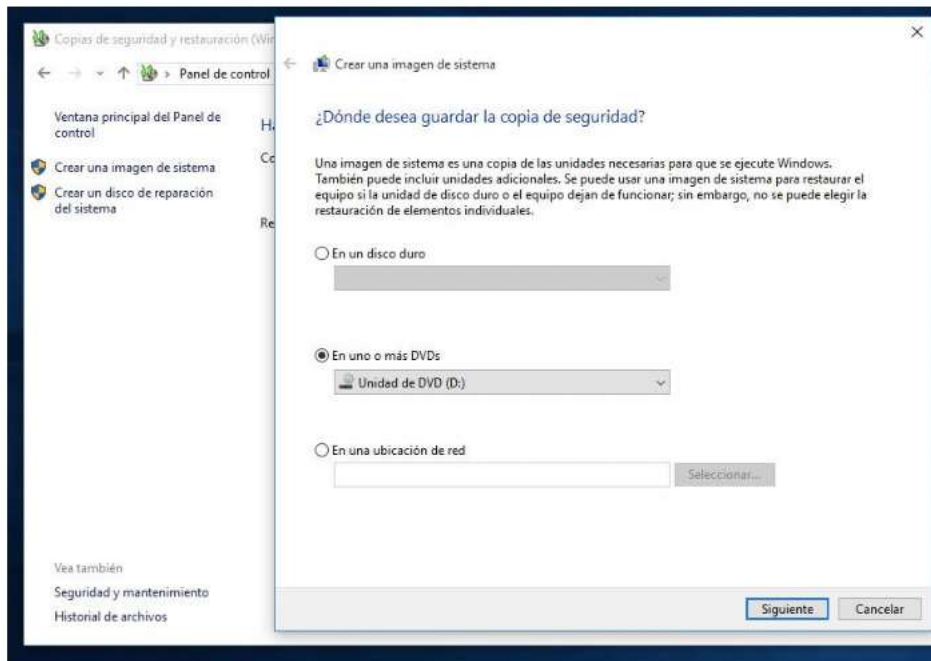 Copias de seguridad y restauración (Win
Panel de control
Ventana principal del Panel de
control
Crear una imagen de sistema
Crear un disco de reparación
del sistema
Ha
Co
Re
Vea también
Seguridad y mantenimiento
Historial de archivos
Crear una imagen de sistema
¿Dónde desea guardar la copia de seguridad?
Una imagen de sistema es una copia de las unidades necesarias para que se ejecute Windows.
También puede incluir unidades adicionales. Se puede usar una imagen de sistema para restaurar el
equipo si la unidad de disco duro o el equipo dejan de funcionar; sin embargo, no se puede elegir la
restauración de elementos individuales.
En un disco duro
En uno o más DVDs
Unidad de DVD (D:)
En una ubicación de red
Seleccionar...
Siguiente
Cancelar